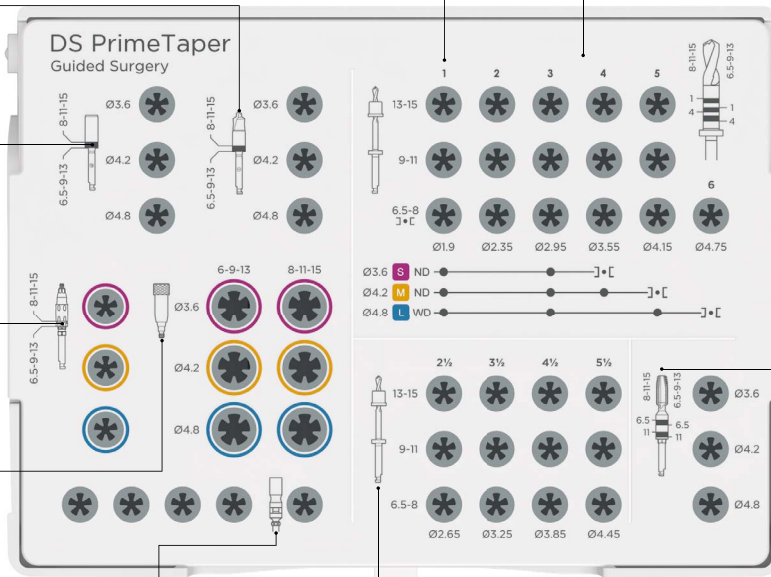 DS PrimeTaper
Guided Surgery
8-11-15
6.5-9-13
Ø3.6
Ø4.2
Ø4.8
8-11-15
6.5-9-13
Ø3.6
Ø4.2
Ø4.8
1 2 3 4 5
13-15
9-11
6.5-8
]•[
Ø1.9 Ø2.35 Ø2.95 Ø3.55 Ø4.15 Ø4.75
6
8-11-15
6.5-9-13
1
4
1
4
Ø3.6 S ND ]•[
Ø4.2 M ND ]•[
Ø4.8 L WD ]•[
8-11-15
6.5-9-13
6-9-13 8-11-15
Ø3.6
Ø4.2
Ø4.8
2½ 3½ 4½ 5½
13-15
9-11
6.5-8
Ø2.65 Ø3.25 Ø3.85 Ø4.45
8-11-15
6.5-9-13
6.5
11
6.5
11
Ø3.6
Ø4.2
Ø4.8